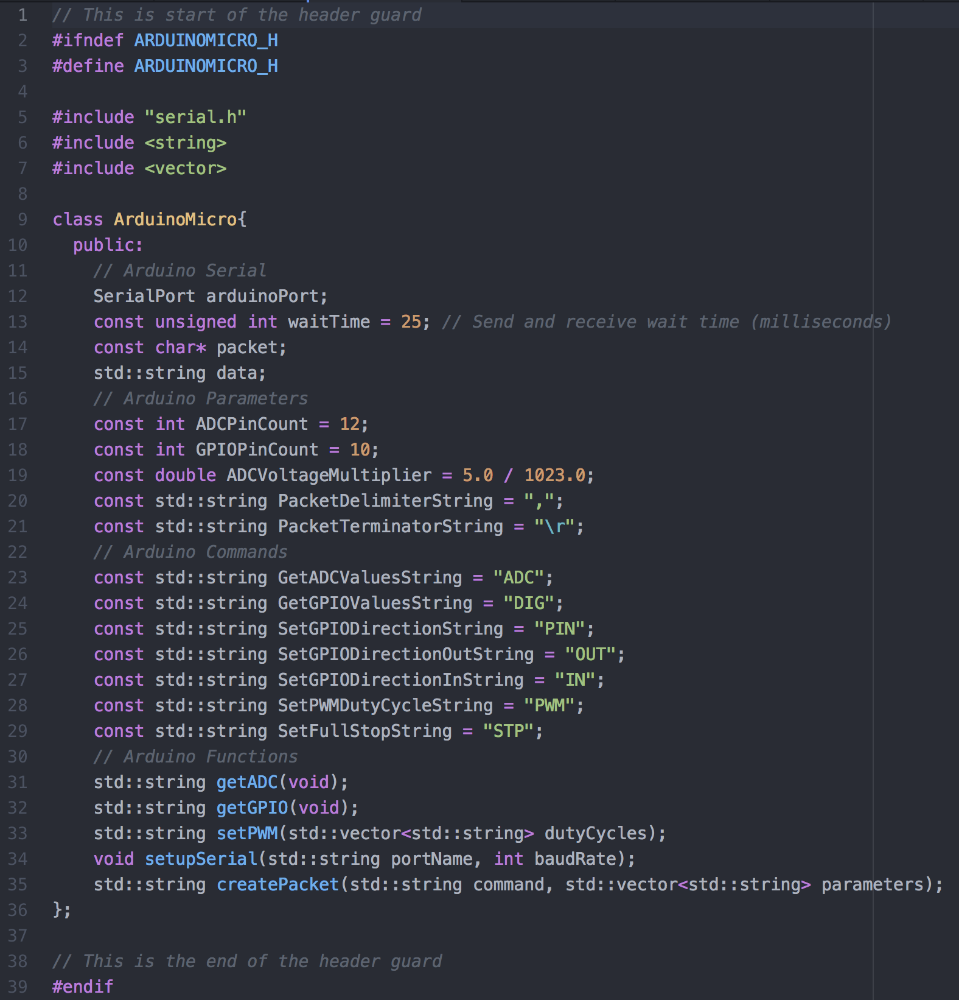 1 // This is start of the header guard
2 #ifndef ARDUINOMICRO_H
3 #define ARDUINOMICRO_H
4
5 #include "serial.h"
6 #include <string>
7 #include <vector>
8
9 class ArduinoMicro{
10   public:
11     // Arduino Serial
12     SerialPort arduinoPort;
13     const unsigned int waitTime = 25; // Send and receive wait time (milliseconds)
14     const char* packet;
15     std::string data;
16     // Arduino Parameters
17     const int ADCPinCount = 12;
18     const int GPIOPinCount = 10;
19     const double ADCVoltageMultiplier = 5.0 / 1023.0;
20     const std::string PacketDelimiterString = ",";
21     const std::string PacketTerminatorString = "\r";
22     // Arduino Commands
23     const std::string GetADCValuesString = "ADC";
24     const std::string GetGPIOValuesString = "DIG";
25     const std::string SetGPIODirectionString = "PIN";
26     const std::string SetGPIODirectionOutString = "OUT";
27     const std::string SetGPIODirectionInString = "IN";
28     const std::string SetPWMDutyCycleString = "PWM";
29     const std::string SetFullStopString = "STP";
30     // Arduino Functions
31     std::string getADC(void);
32     std::string getGPIO(void);
33     std::string setPWM(std::vector<std::string> dutyCycles);
34     void setupSerial(std::string portName, int baudRate);
35     std::string createPacket(std::string command, std::vector<std::string> parameters);
36 };
37
38 // This is the end of the header guard
39 #endif